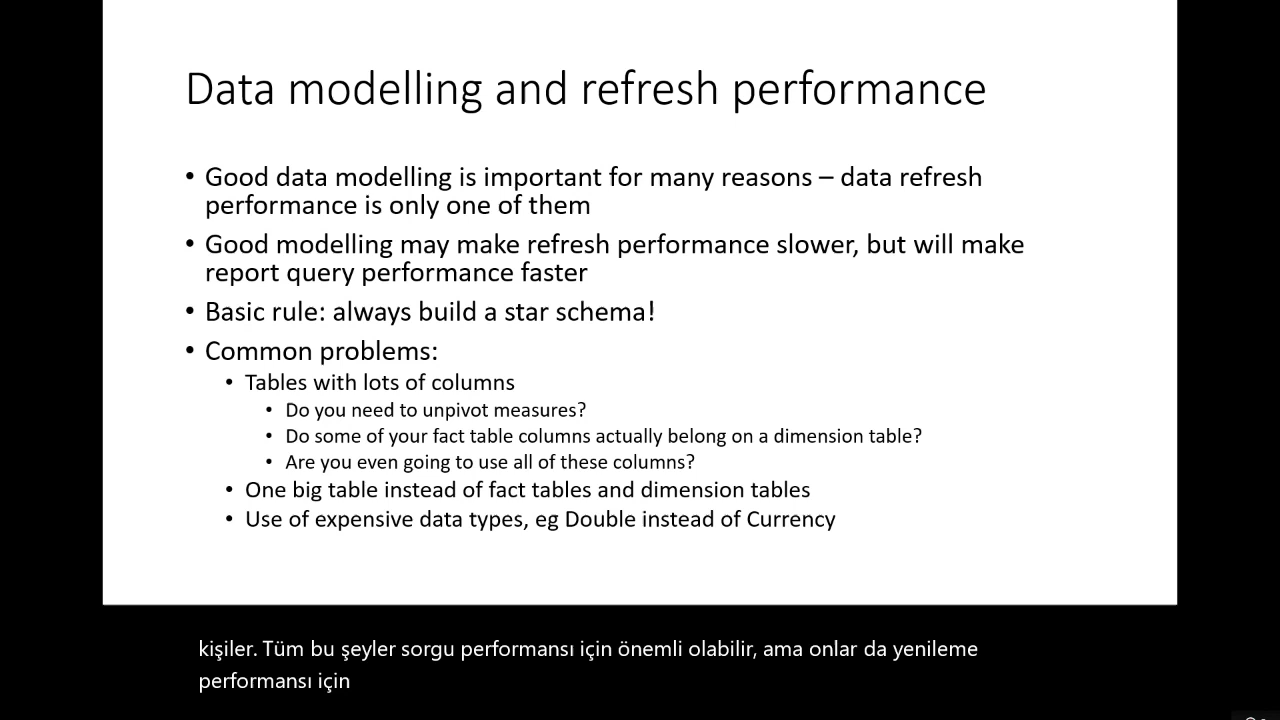 Data modelling and refresh performance
• Good data modelling is important for many reasons – data refresh
performance is only one of them
• Good modelling may make refresh performance slower, but will make
report query performance faster
• Basic rule: always build a star schema!
• Common problems:
• Tables with lots of columns
• Do you need to unpivot measures?
• Do some of your fact table columns actually belong on a dimension table?
• Are you even going to use all of these columns?
• One big table instead of fact tables and dimension tables
• Use of expensive data types, eg Double instead of Currency
kişiler. Tüm bu şeyler sorgu performansı için önemli olabilir, ama onlar da yenileme
performansı için